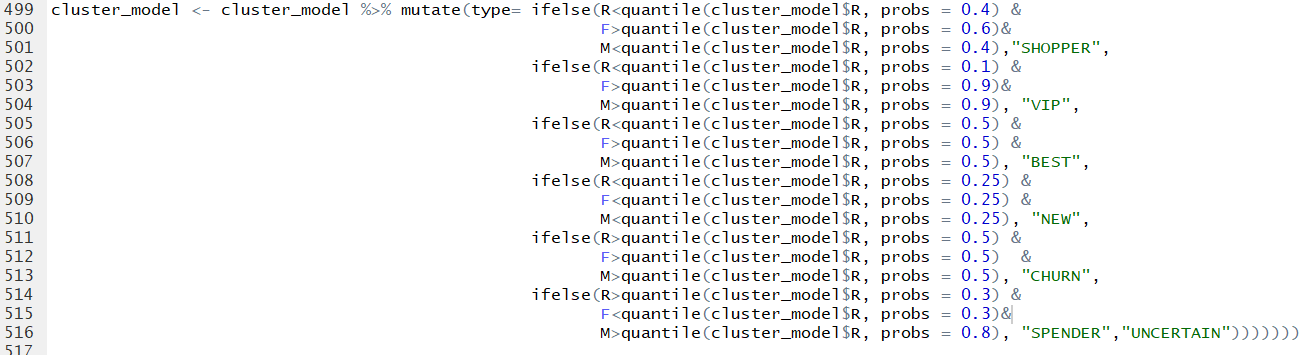 499 cluster_model <- cluster_model %>% mutate(type= ifelse(R<quantile(cluster_model$R, probs = 0.4) &
500 F>quantile(cluster_model$R, probs = 0.6)&
501 M<quantile(cluster_model$R, probs = 0.4),"SHOPPER",
502 ifelse(R<quantile(cluster_model$R, probs = 0.1) &
503 F>quantile(cluster_model$R, probs = 0.9)&
504 M>quantile(cluster_model$R, probs = 0.9), "VIP",
505 ifelse(R<quantile(cluster_model$R, probs = 0.5) &
506 F>quantile(cluster_model$R, probs = 0.5) &
507 M>quantile(cluster_model$R, probs = 0.5), "BEST",
508 ifelse(R<quantile(cluster_model$R, probs = 0.25) &
509 F<quantile(cluster_model$R, probs = 0.25) &
510 M<quantile(cluster_model$R, probs = 0.25), "NEW",
511 ifelse(R>quantile(cluster_model$R, probs = 0.5) &
512 F>quantile(cluster_model$R, probs = 0.5)  &
513 M>quantile(cluster_model$R, probs = 0.5), "CHURN",
514 ifelse(R>quantile(cluster_model$R, probs = 0.3) &
515 F<quantile(cluster_model$R, probs = 0.3)&
516 M>quantile(cluster_model$R, probs = 0.8), "SPENDER","UNCERTAIN")))))))
517